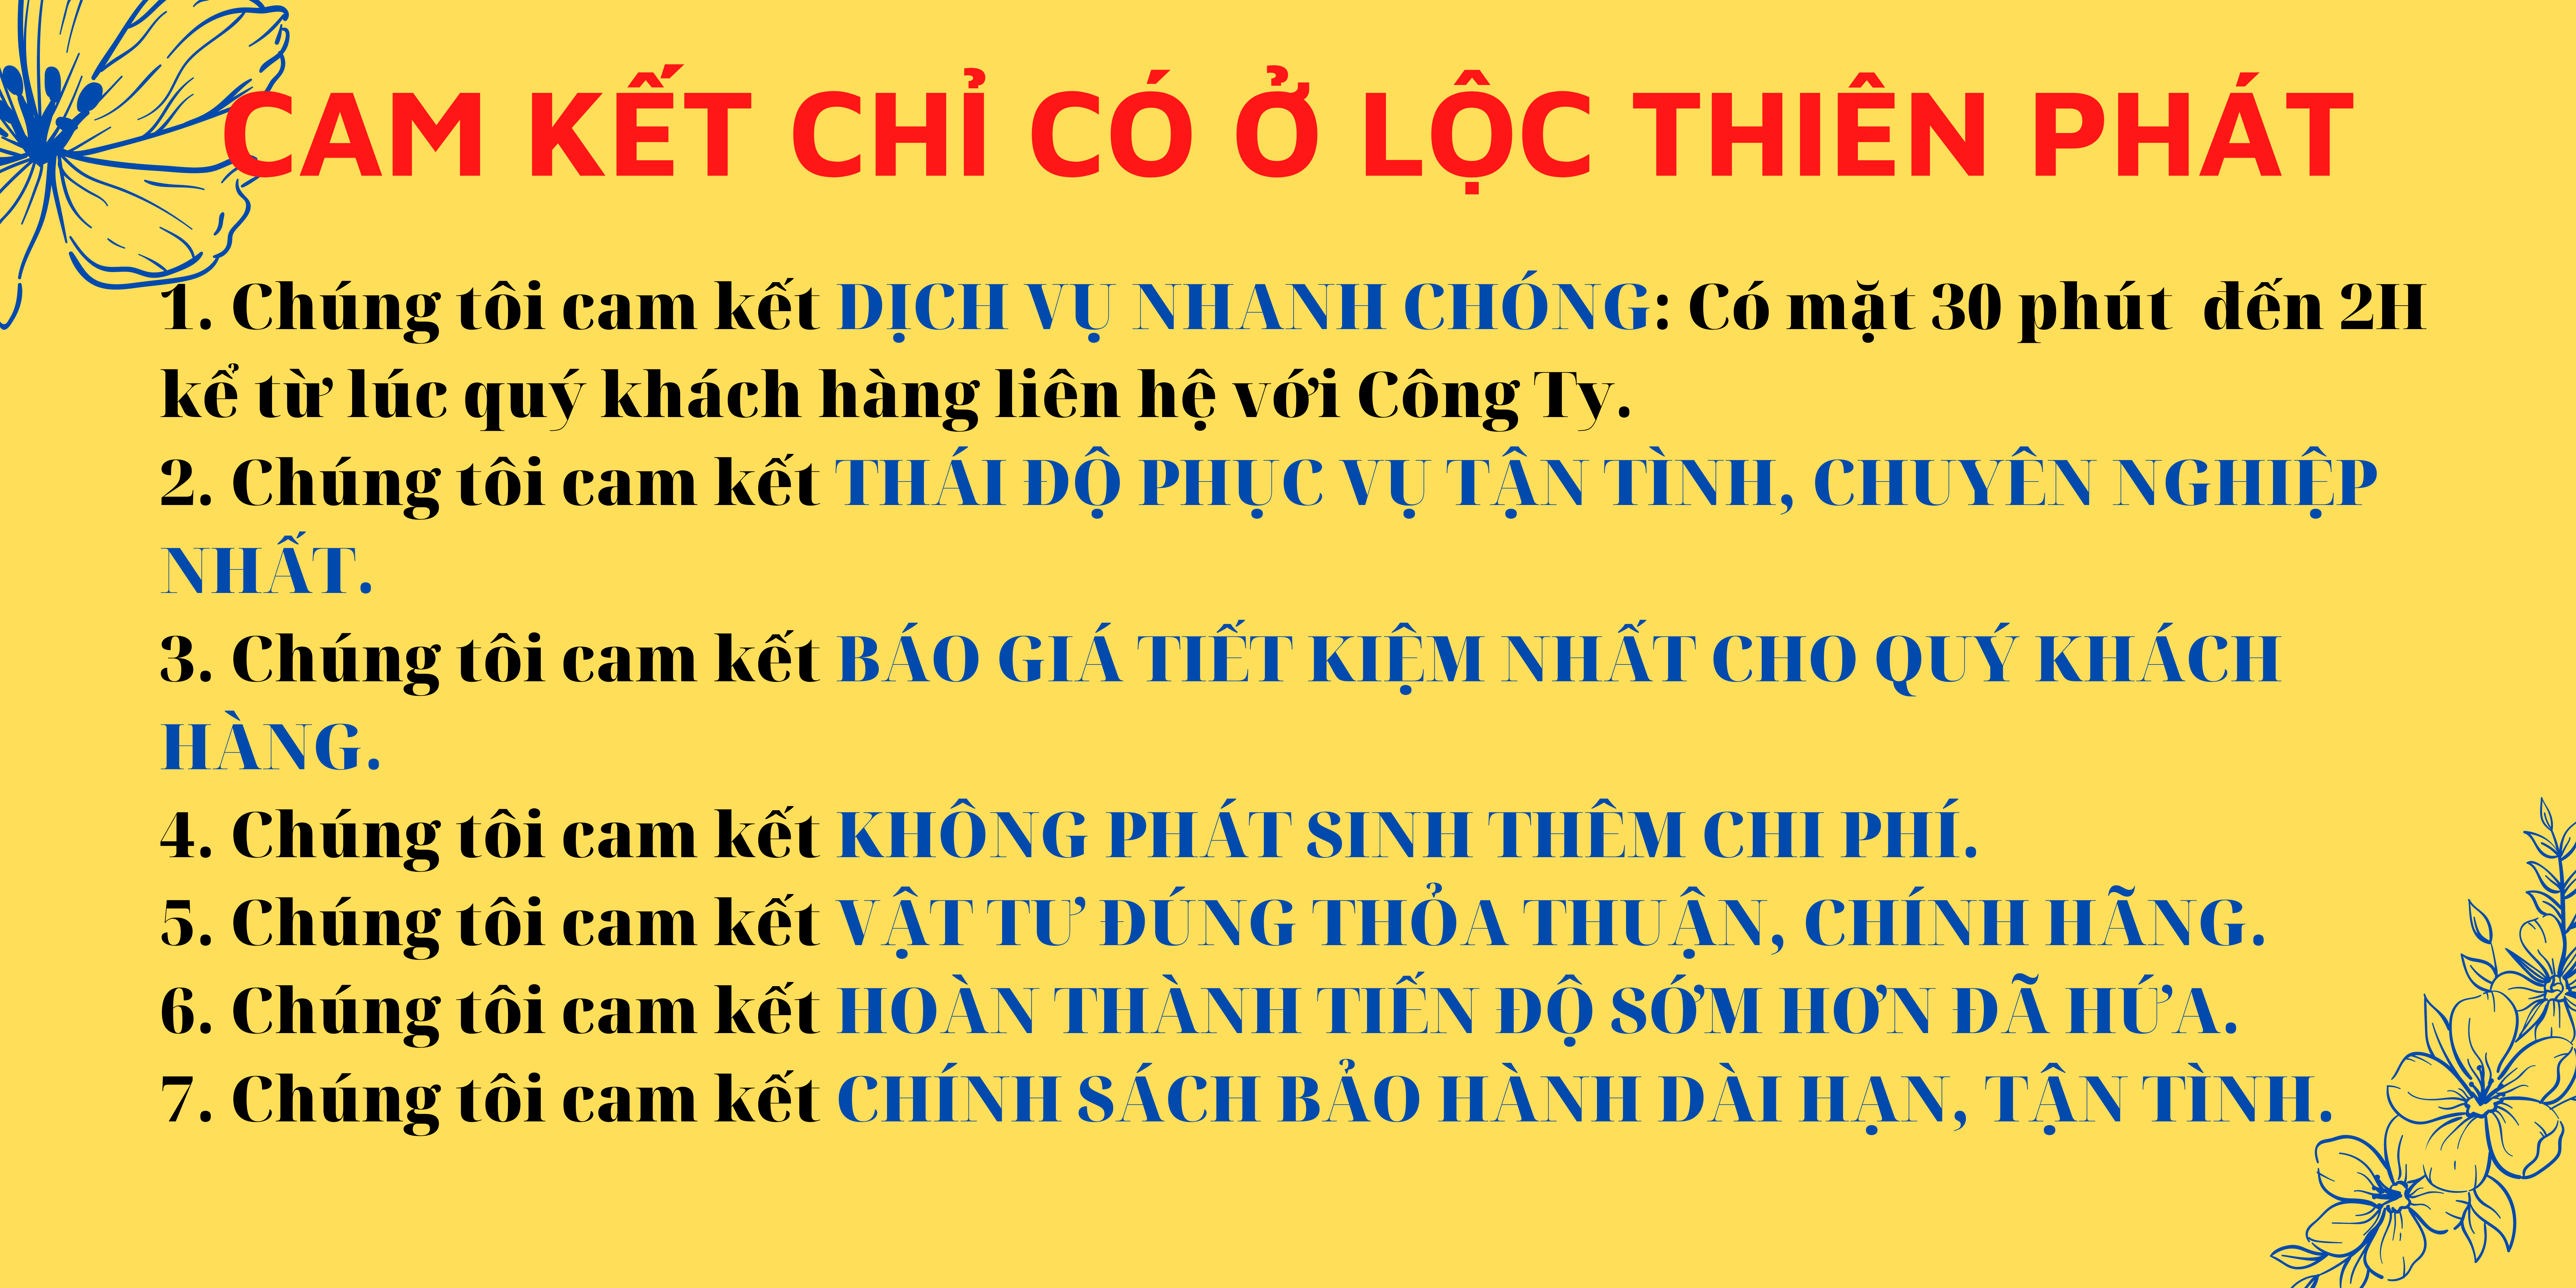 CAM KẾT CHỈ CÓ Ở LỘC THIÊN PHÁT
1. Chúng tôi cam kết DỊCH VỤ NHANH CHÓNG: Có mặt 30 phút đến 2H
kể từ lúc quý khách hàng liên hệ với Công Ty.
2. Chúng tôi cam kết THÁI ĐỘ PHỤC VỤ TẬN TÌNH, CHUYÊN NGHIỆP
NHẤT.
3. Chúng tôi cam kết BÁO GIÁ TIẾT KIỆM NHẤT CHO QUÝ KHÁCH
HÀNG.
4. Chúng tôi cam kết KHÔNG PHÁT SINH THÊM CHI PHÍ.
5. Chúng tôi cam kết VẬT TƯ ĐÚNG THỎA THUẬN, CHÍNH HÃNG.
6. Chúng tôi cam kết HOÀN THÀNH TIẾN ĐỘ SỚM HƠN ĐÃ HỨA.
7. Chúng tôi cam kết CHÍNH SÁCH BẢO HÀNH DÀI HẠN, TẬN TÌNH.